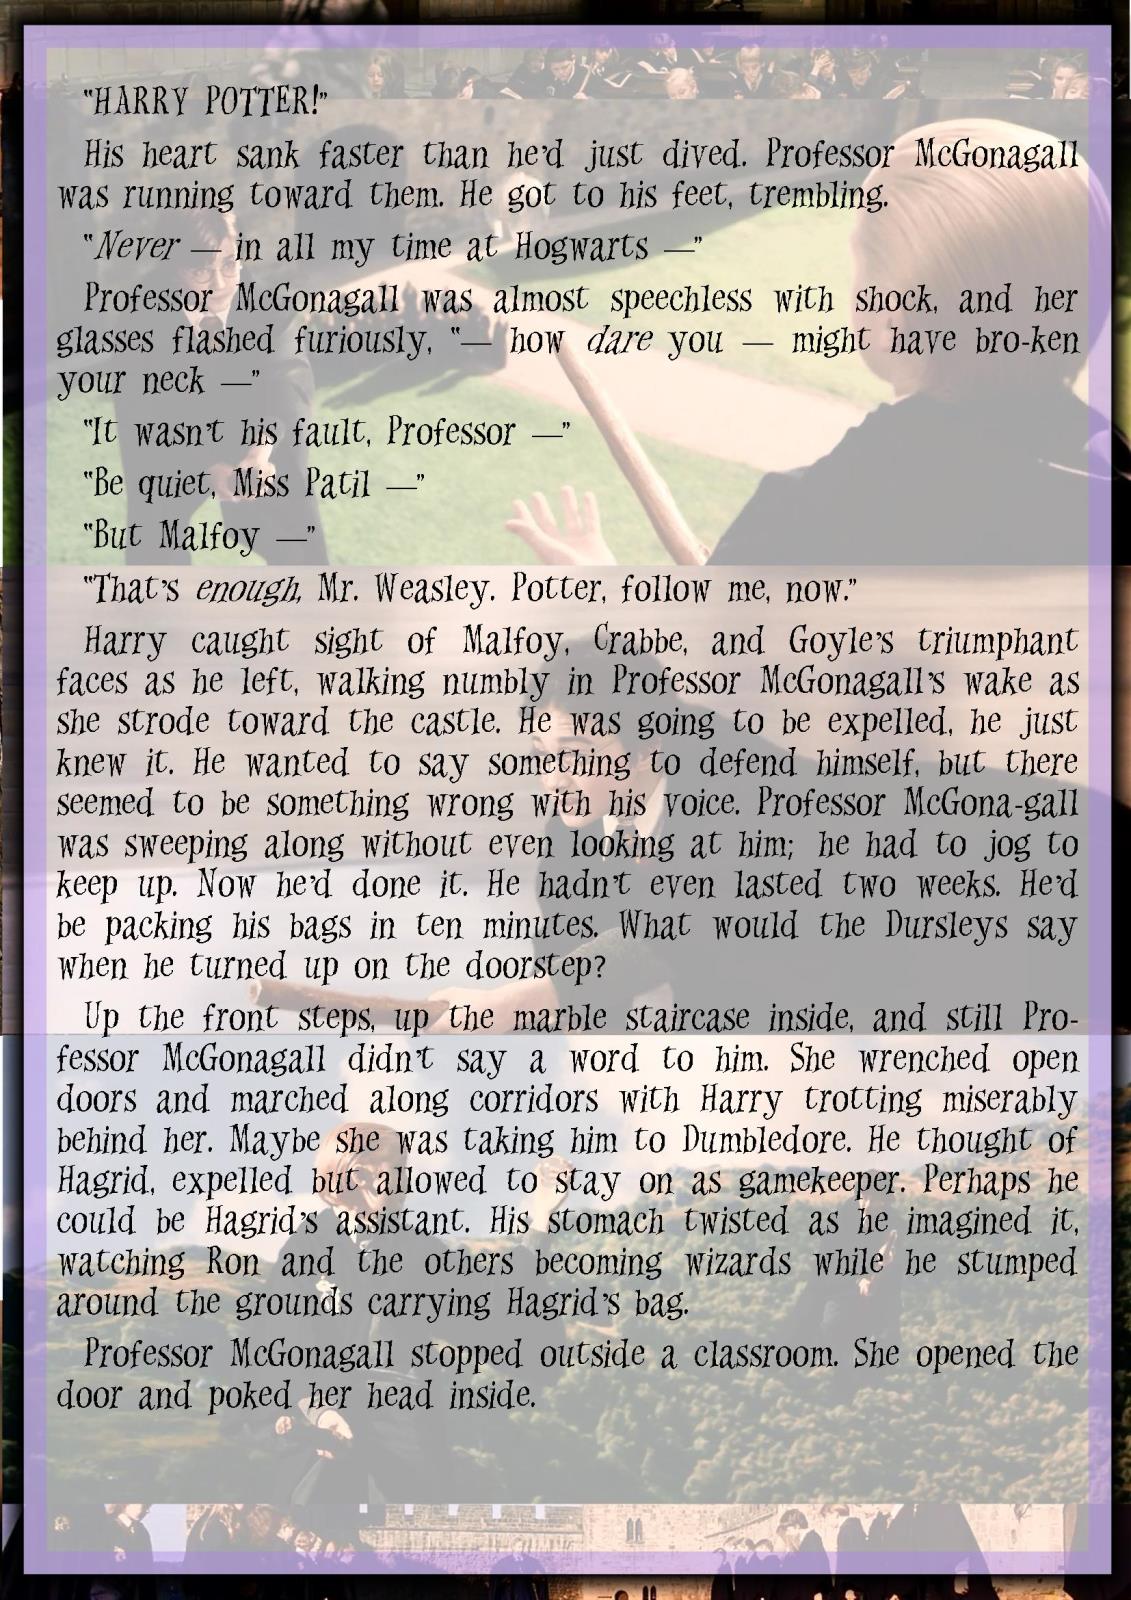 "HARRY POTTER!"
His heart sank faster than he'd just dived. Professor McGonagall
was running toward them. He got to his feet, trembling.
"Never — in all my time at Hogwarts —"
Professor McGonagall was almost speechless with shock, and her
glasses flashed furiously, "— how dare you — might have bro-ken
your neck —"
"It wasn't his fault, Professor —"
"Be quiet, Miss Patil —"
"But Malfoy —"
"That's enough, Mr. Weasley. Potter, follow me, now."
Harry caught sight of Malfoy, Crabbe, and Goyle's triumphant
faces as he left, walking numbly in Professor McGonagall's wake as
she strode toward the castle. He was going to be expelled, he just
knew it. He wanted to say something to defend himself, but there
seemed to be something wrong with his voice. Professor McGona-gall
was sweeping along without even looking at him; he had to jog to
keep up. Now he'd done it. He hadn't even lasted two weeks. He'd
be packing his bags in ten minutes. What would the Dursleys say
when he turned up on the doorstep?
Up the front steps, up the marble staircase inside, and still Pro-
fessor McGonagall didn't say a word to him. She wrenched open
doors and marched along corridors with Harry trotting miserably
behind her. Maybe she was taking him to Dumbledore. He thought of
Hagrid, expelled but allowed to stay on as gamekeeper. Perhaps he
could be Hagrid's assistant. His stomach twisted as he imagined it,
watching Ron and the others becoming wizards while he stumped
around the grounds carrying Hagrid's bag.
Professor McGonagall stopped outside a classroom. She opened the
door and poked her head inside.